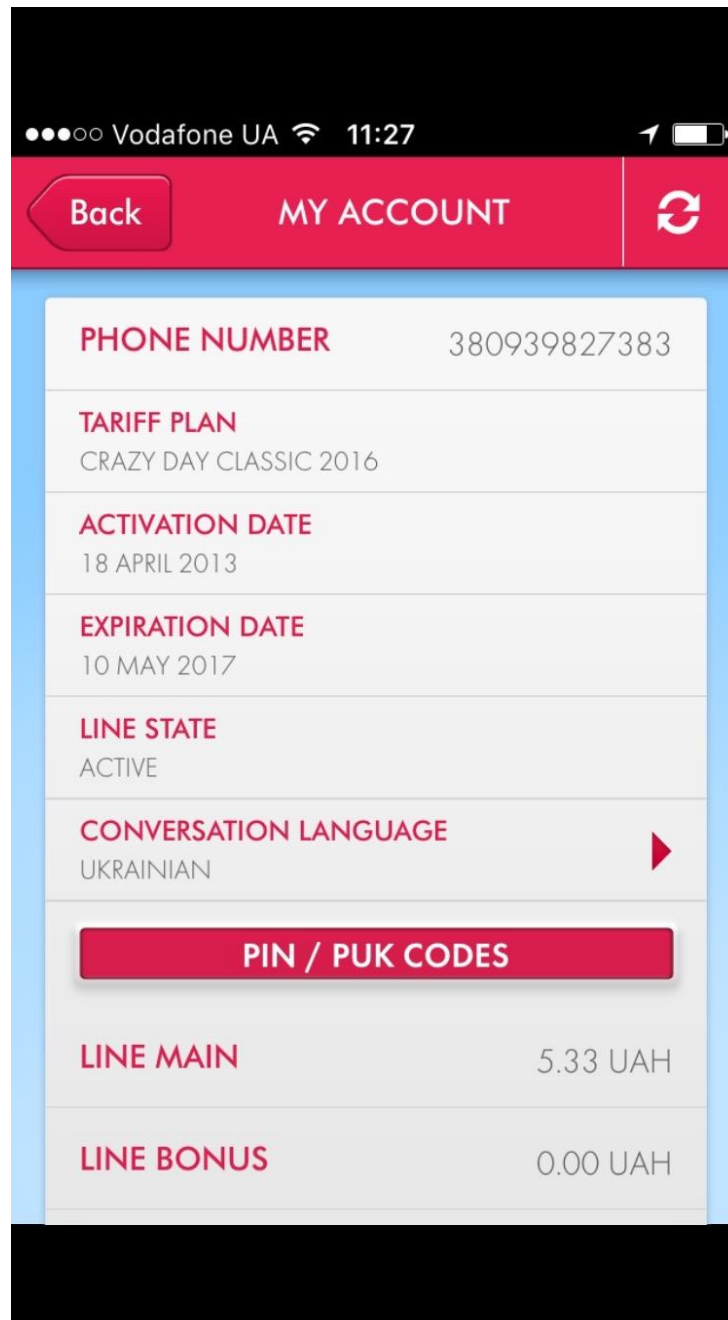 Vodafone UA 11:27
Back MY ACCOUNT
PHONE NUMBER 380939827383
TARIFF PLAN
CRAZY DAY CLASSIC 2016
ACTIVATION DATE
18 APRIL 2013
EXPIRATION DATE
10 MAY 2017
LINE STATE
ACTIVE
CONVERSATION LANGUAGE
UKRAINIAN
PIN / PUK CODES
LINE MAIN 5.33 UAH
LINE BONUS 0.00 UAH